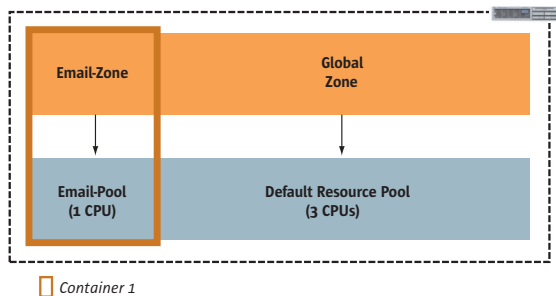 Email-Zone
Global
Zone
Email-Pool
(1 CPU)
Default Resource Pool
(3 CPUs)
Container 1